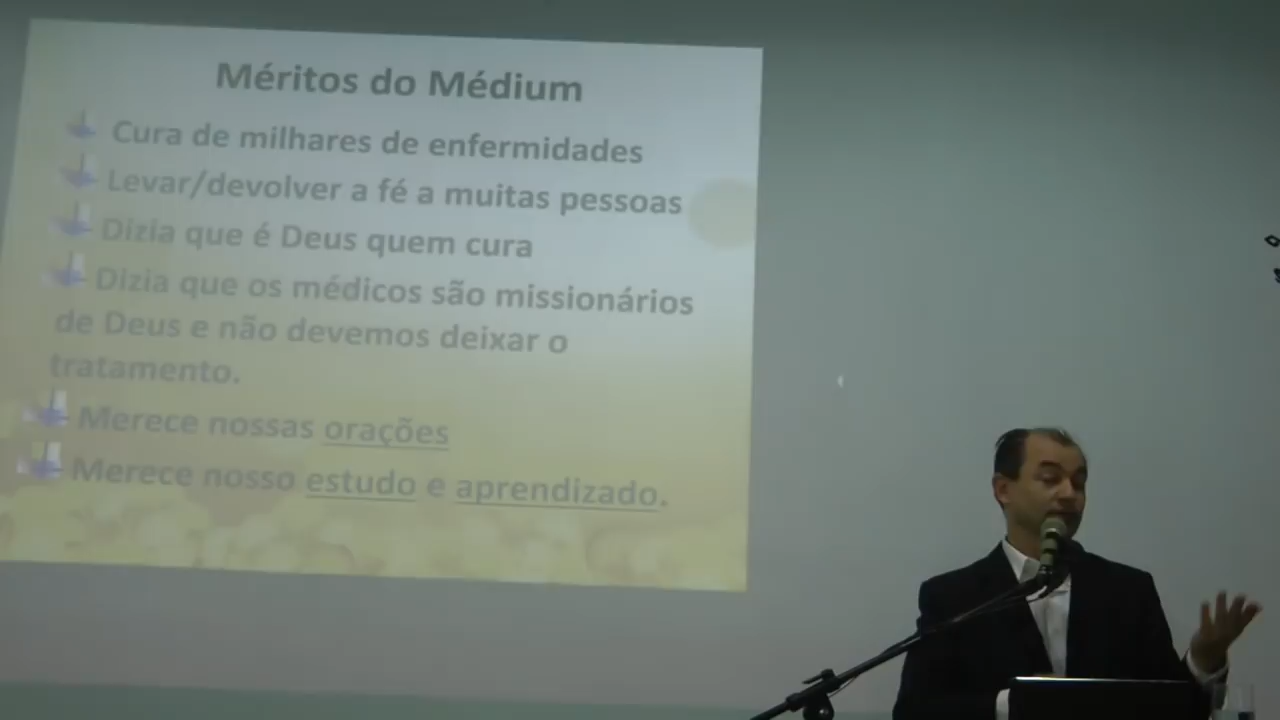 Méritos do Médium
Cura de milhares de enfermidades
Levar/devolver a fé a muitas pessoas
Dizia que é Deus quem cura
Dizia que os médicos são missionários
de Deus e não devemos deixar o
tratamento.
Merece nossas orações
Merece nosso estudo e aprendizado.